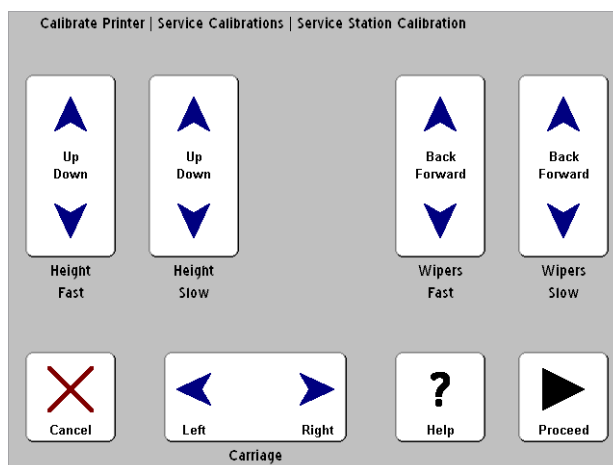 Calibrate Printer | Service Calibrations | Service Station Calibration
Up
Down
Height
Fast
Up
Down
Height
Slow
Back
Forward
Wipers
Fast
Back
Forward
Wipers
Slow
Cancel
Left Right
Carriage
?
Help
Proceed